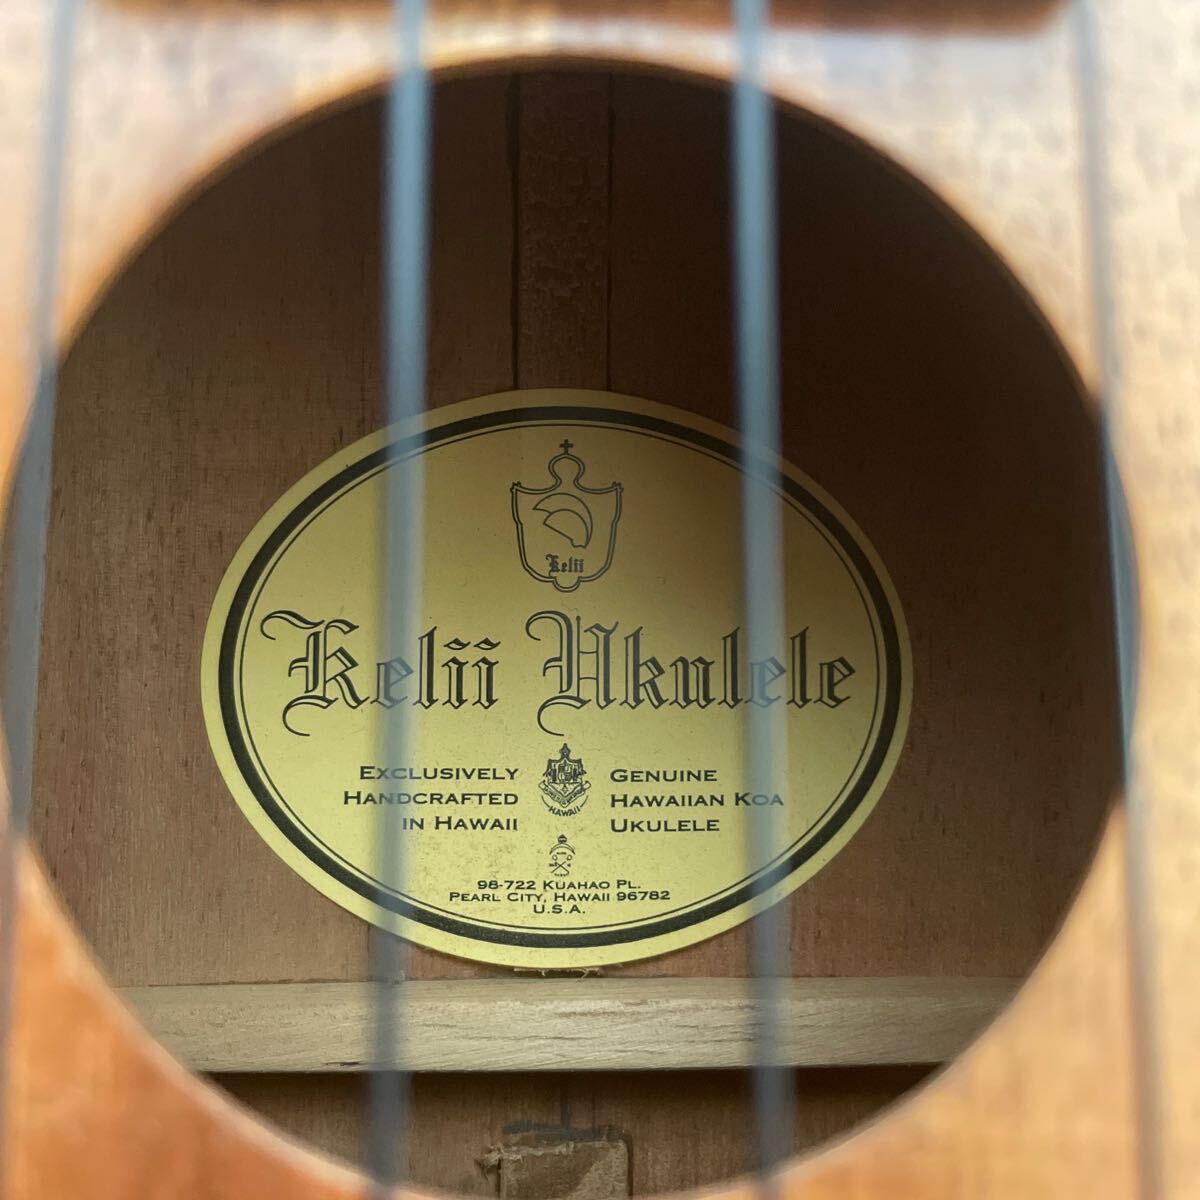 Kelii
Kelii Ukulele
EXCLUSIVELY
HANDCRAFTED
IN HAWAII
HAWAII
GENUINE
HAWAIIAN KOA
UKULELE
98-722 KUAHAO PL.
PEARL CITY, HAWAII 96782
U.S.A.